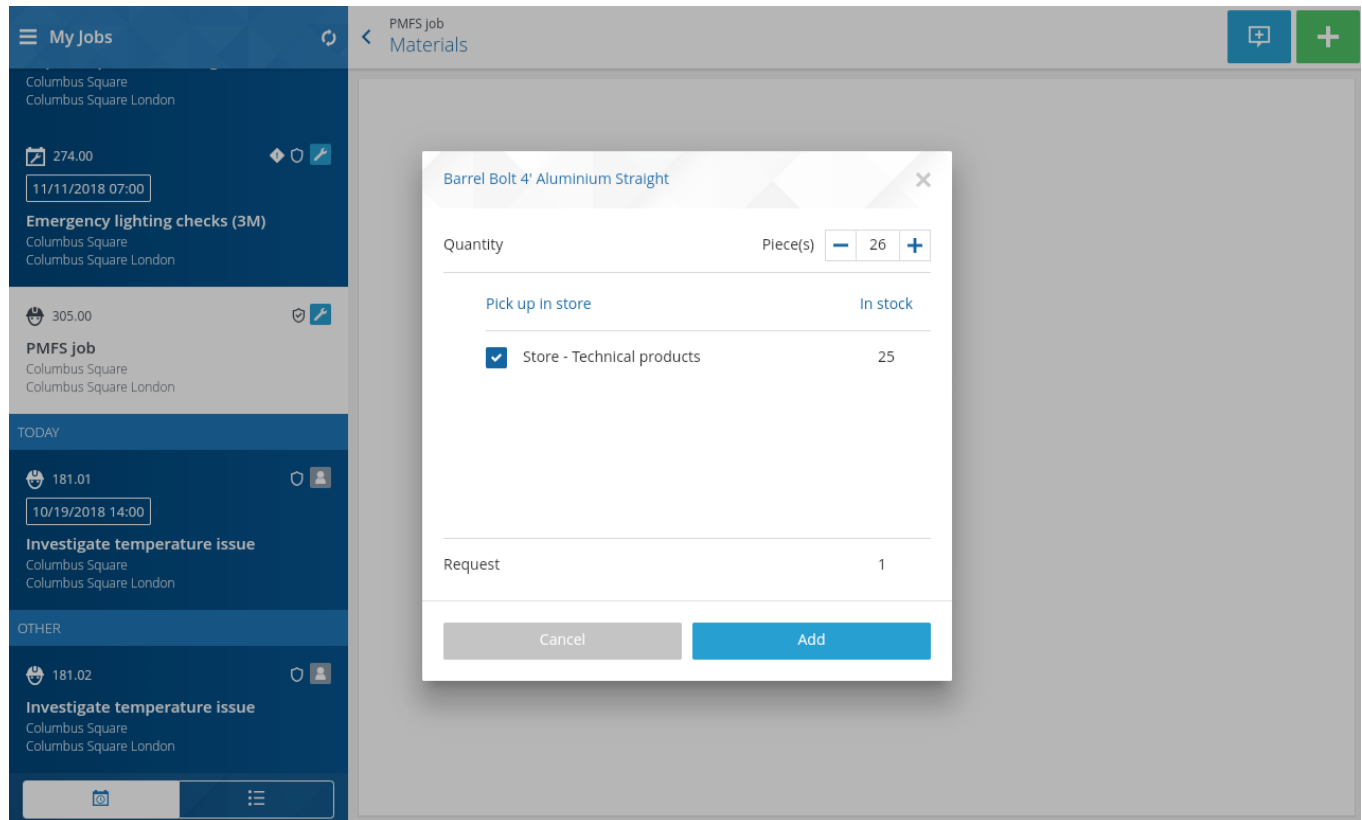 My Jobs
Columbus Square
Columbus Square London
274.00
11/11/2018 07:00
Emergency lighting checks (3M)
Columbus Square
Columbus Square London
305.00
PMFS job
Columbus Square
Columbus Square London
TODAY
181.01
10/19/2018 14:00
Investigate temperature issue
Columbus Square
Columbus Square London
OTHER
181.02
Investigate temperature issue
Columbus Square
Columbus Square London
PMFS job
Materials
Barrel Bolt 4' Aluminium Straight
Quantity Piece(s) 26
Pick up in store In stock
Store - Technical products 25
Request 1
Cancel Add